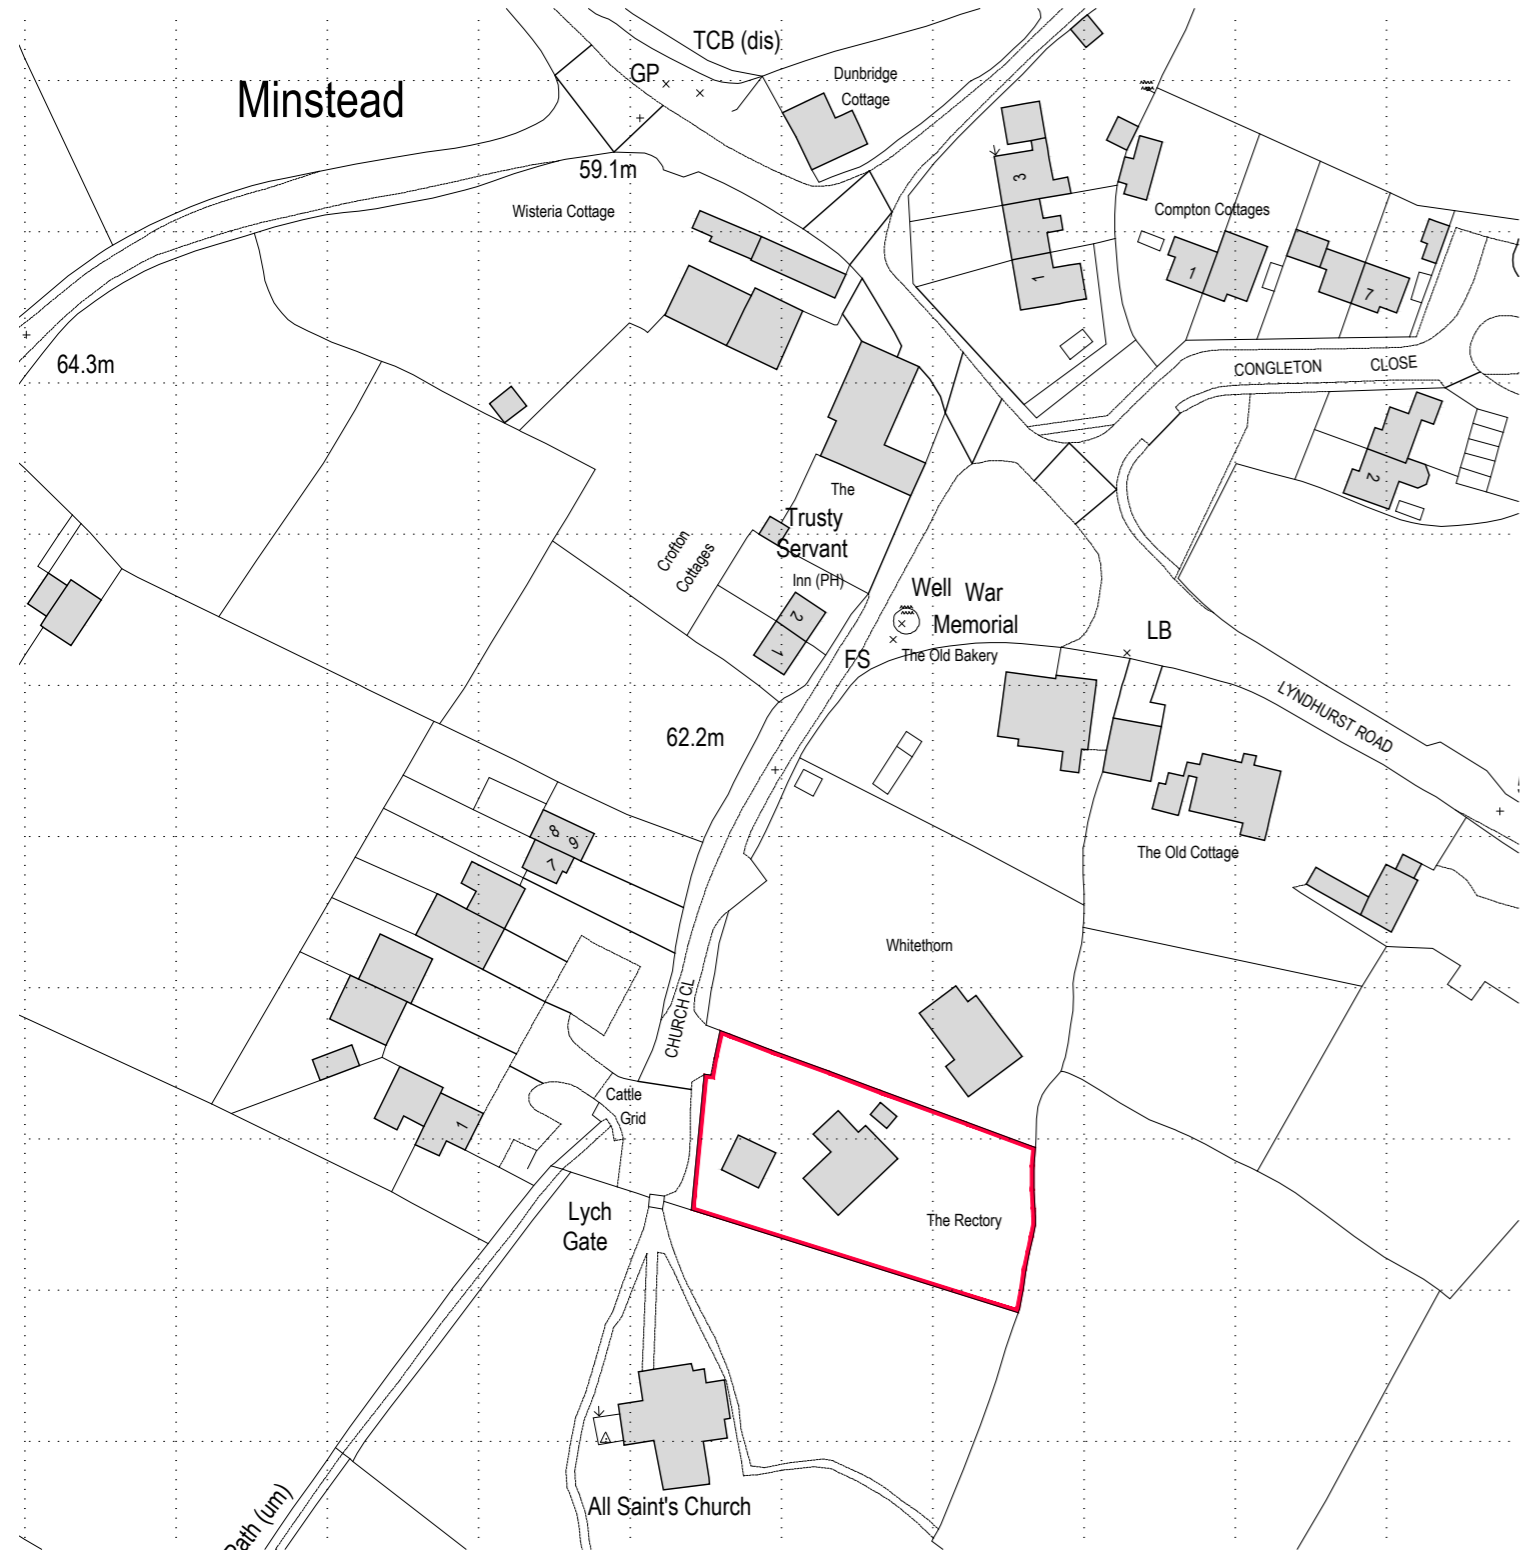 TCB (dis)
GP
Dunbridge
Cottage
Minstead
59.1m
Wisteria Cottage
3
Compton Cottages
1
1
7
64.3m
CONGLETON CLOSE
2
The
Trusty
Servant
Inn (PH)
Crofton
Cottages
2
1
Well War
Memorial
FS
The Old Bakery
LB
LYNDHURST ROAD
62.2m
8
9
7
The Old Cottage
Whitethorn
CHURCH CL
Cattle
Grid
1
The Rectory
Lych
Gate
All Saint's Church
Path (um)